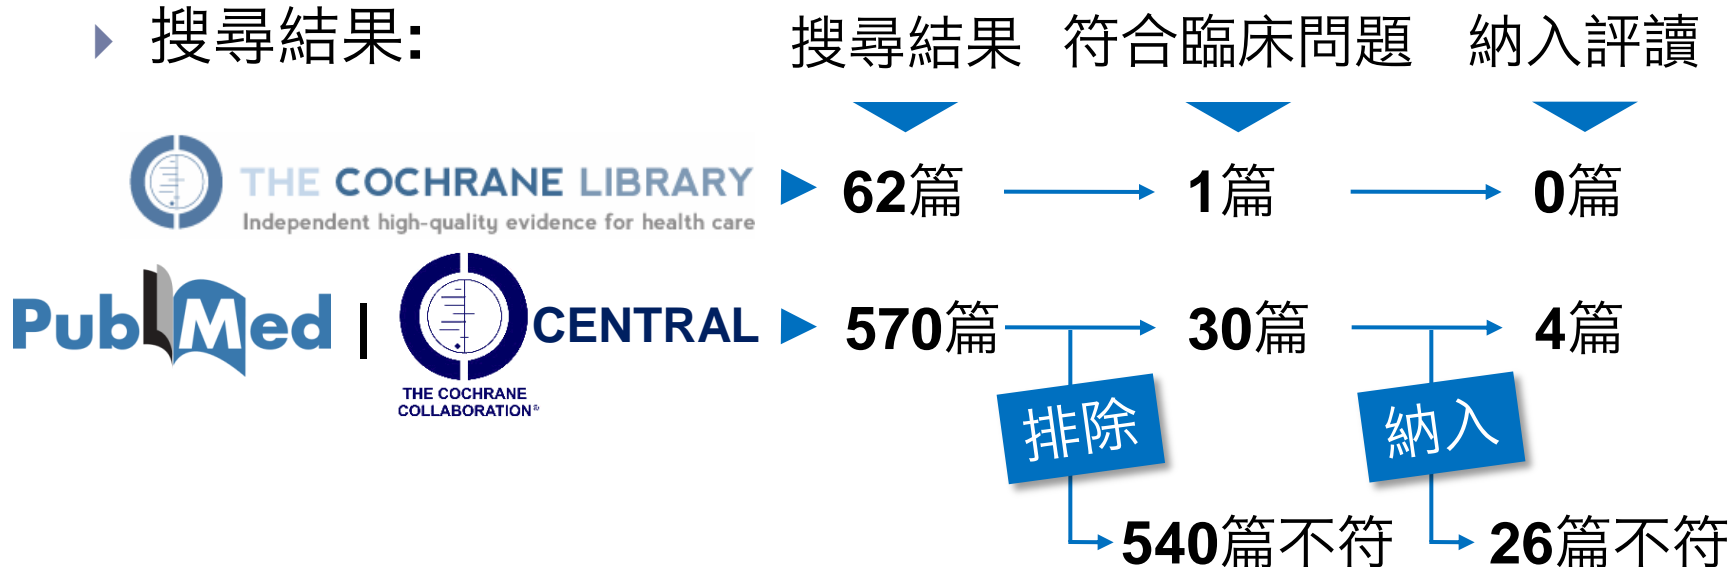 搜尋結果:
搜尋結果 符合臨床問題 納入評讀
THE COCHRANE LIBRARY
Independent high-quality evidence for health care
62篇 1篇 0篇
PubMed | CENTRAL
THE COCHRANE
COLLABORATION®
570篇 30篇 4篇
排除 納入
540篇不符 26篇不符